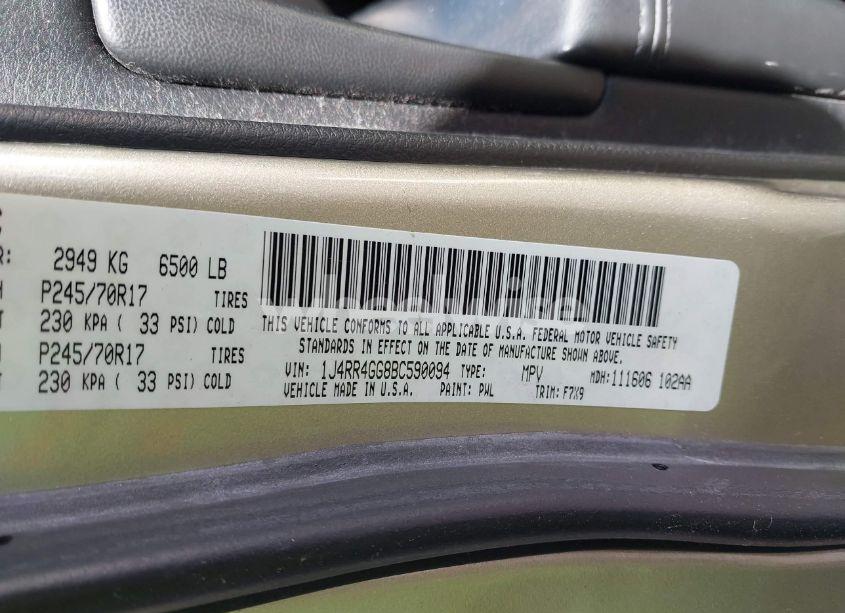 2949 KG 6500 LB
P245/70R17 TIRES
230 KPA ( 33 PSI) COLD
P245/70R17 TIRES
230 KPA ( 33 PSI) COLD
THIS VEHICLE CONFORMS TO ALL APPLICABLE U.S.A. FEDERAL MOTOR VEHICLE SAFETY
STANDARDS IN EFFECT ON THE DATE OF MANUFACTURE SHOWN ABOVE.
VIN: 1J4RR4GG8BC590094 TYPE: MPV MDH:111606 102AA
VEHICLE MADE IN U.S.A. PAINT: PWL TRIM: F7X9